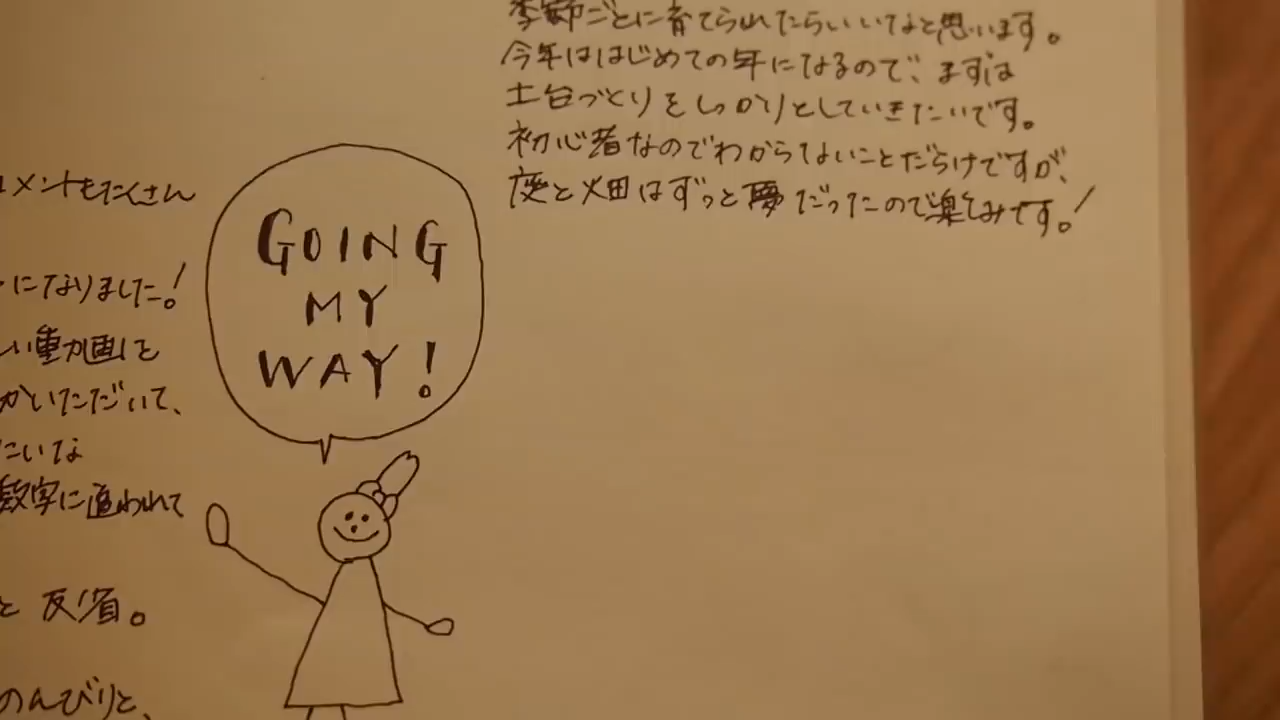 コメントもたくさん
になりました!
しい動画を
かいただいて、
たいな
数字に追われて
と 反省。
のんびりと、
GOING
MY
WAY!
季節ごとに育てられたらいいなと思います。
今年ははじめての年になるので、まずは
土台づくりをしっかりとしていきたいです。
初心者なのでわからないことだらけですが、
庭と畑はずっと夢だったので楽しみです。!